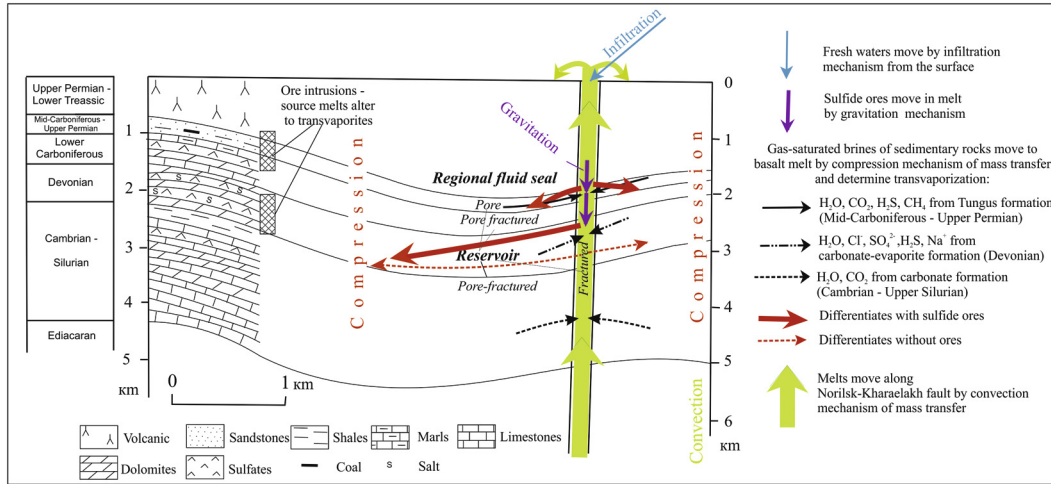 Upper Permian -
Lower Treassic
Mid-Carboniferous -
Upper Permian
Lower
Carboniferous
Devonian
Cambrian -
Silurian
Ediacaran
1
2
3
4
5
км
0
1 км
Ore intrusions -
source melts alter
to transvaporites
Compression
Regional fluid seal
Pore
Pore fractured
Reservoir
Pore-fractured
Gravitation
Infiltration
Fractured
Compression
Convection
0
1
2
3
4
5
6
км
Fresh waters move by infiltration
mechanism from the surface
Sulfide ores move in melt
by gravitation mechanism
Gas-saturated brines of sedimentary rocks move to
basalt melt by compression mechanism of mass transfer
and determine transvaporization:
H₂O, CO₂, H₂S, CH₄ from Tungus formation
(Mid-Carboniferous - Upper Permian)
H₂O, Cl⁻, SO₄²⁻,H₂S, Na⁺ from
carbonate-evaporite formation (Devonian)
H₂O, CO₂ from carbonate formation
(Cambrian - Upper Silurian)
Differentiates with sulfide ores
Differentiates without ores
Melts move along
Norilsk-Kharaelakh fault by convection
mechanism of mass transfer
Volcanic
Sandstones
Shales
Marls
Limestones
Dolomites
Sulfates
Coal
s Salt